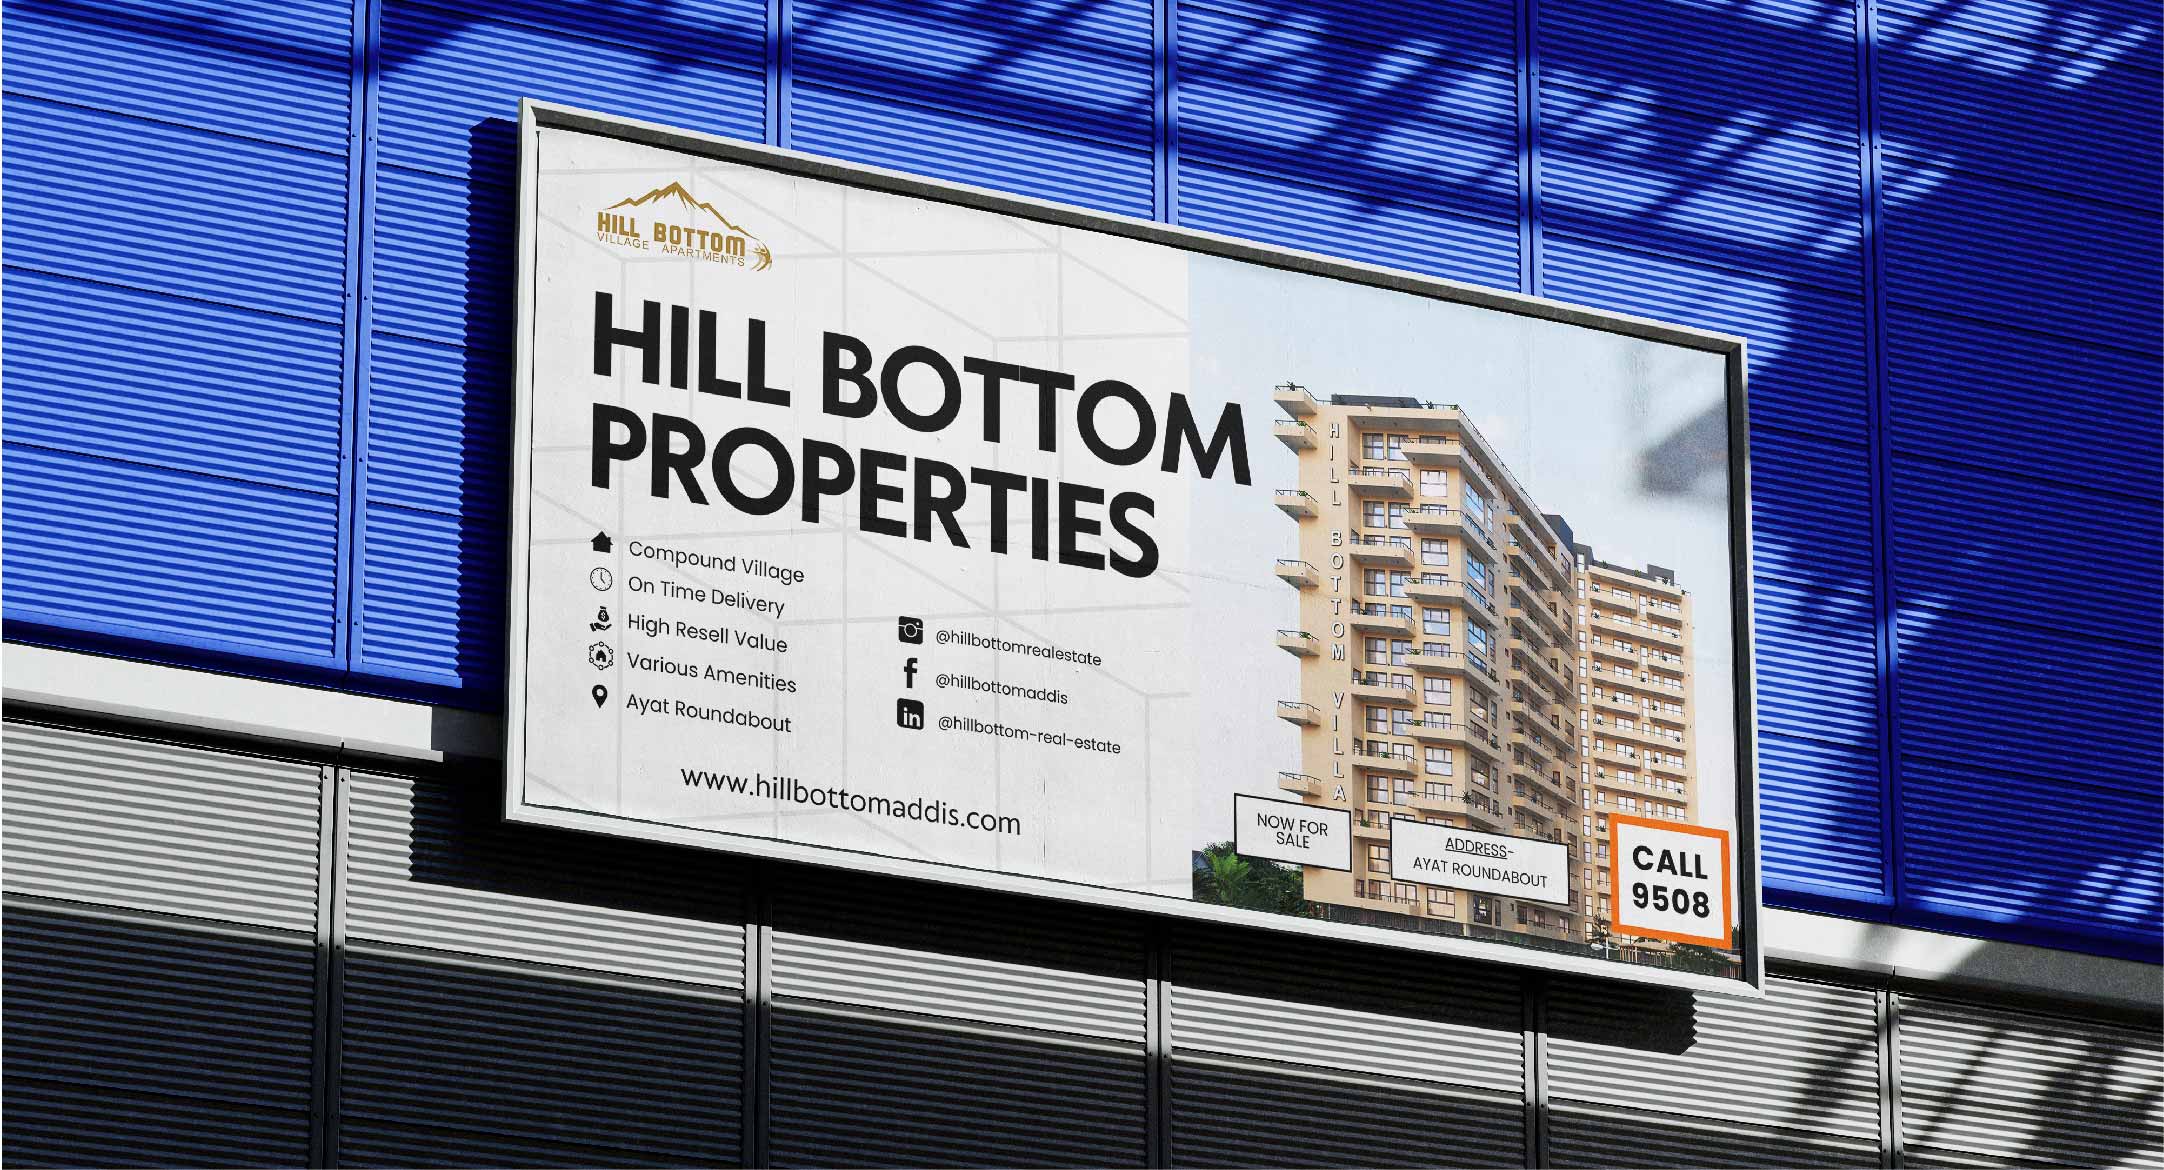 HILL BOTTOM
VILLAGE APARTMENTS
HILL BOTTOM
PROPERTIES
Compound Village
On Time Delivery
High Resell Value
Various Amenities
Ayat Roundabout
@hillbottomrealestate
@hillbottomaddis
@hillbottom-real-estate
www.hillbottomaddis.com
HILL BOTTOM VILLA
NOW FOR
SALE
ADDRESS-
AYAT ROUNDABOUT
CALL
9508